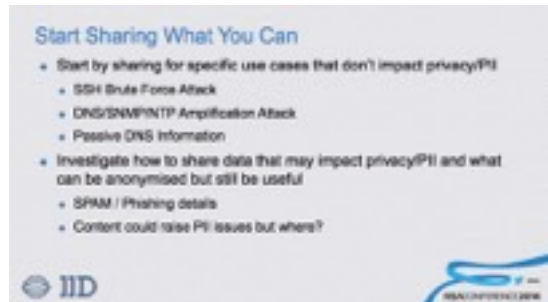 Start Sharing What You Can
Start by sharing for specific use cases that don't impact privacy/PII
SSH Brute Force Attack
DNS/SNMP/NTP Amplification Attack
Passive DNS Information
Investigate how to share data that may impact privacy/PII and what
can be anonymised but still be useful
SPAM / Phishing details
Content could raise PII issues but where?
IID
RSACONFERENCE2014